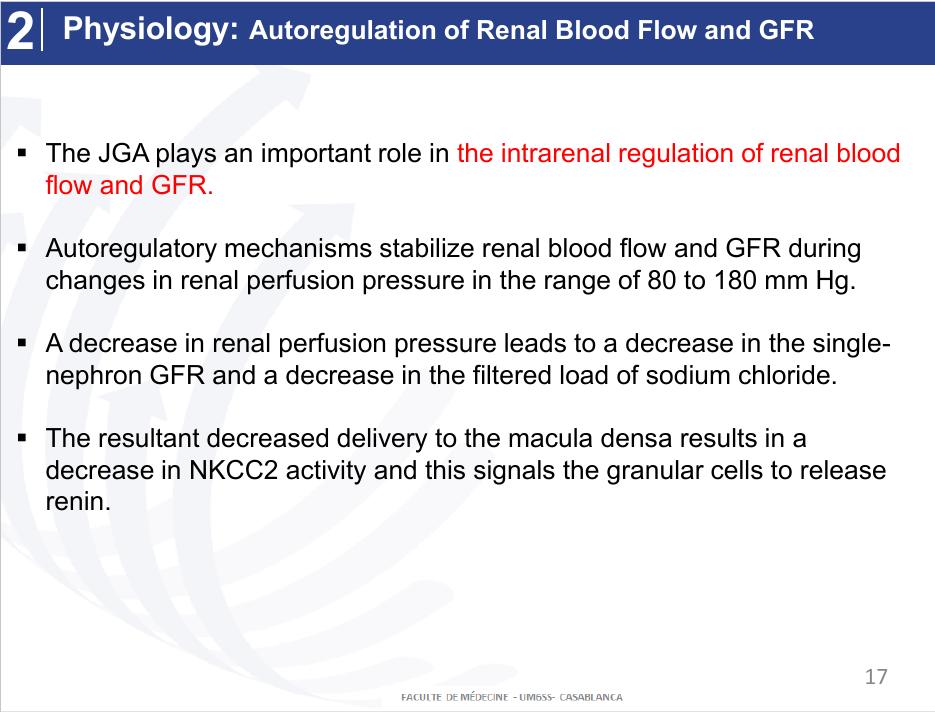 2 Physiology: Autoregulation of Renal Blood Flow and GFR
▪ The JGA plays an important role in the intrarenal regulation of renal blood
flow and GFR.
▪ Autoregulatory mechanisms stabilize renal blood flow and GFR during
changes in renal perfusion pressure in the range of 80 to 180 mm Hg.
▪ A decrease in renal perfusion pressure leads to a decrease in the single-
nephron GFR and a decrease in the filtered load of sodium chloride.
▪ The resultant decreased delivery to the macula densa results in a
decrease in NKCC2 activity and this signals the granular cells to release
renin.
17
FACULTE DE MÉDECINE - UM6SS- CASABLANCA